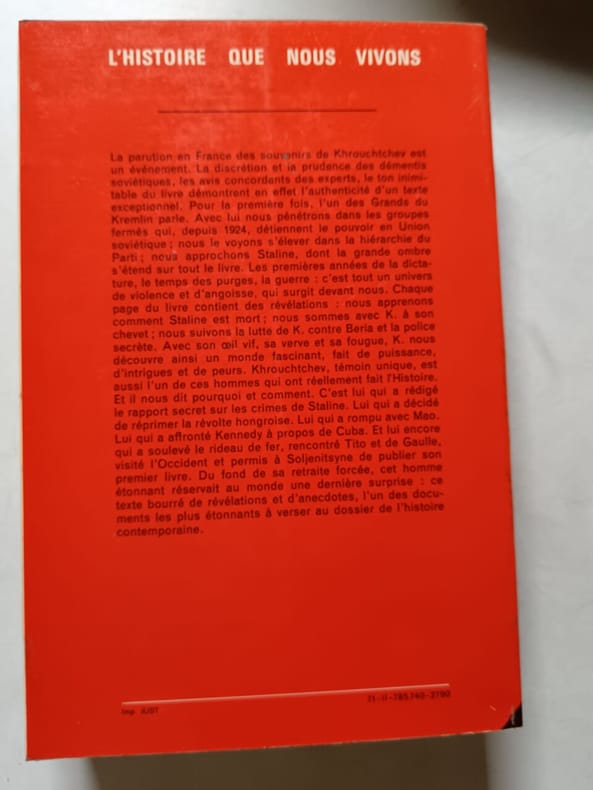 L'HISTOIRE QUE NOUS VIVONS
La parution en France des souvenirs de Khrouchtchev est
un événement. La discrétion et la prudence des démentis
soviétiques, les avis concordants des experts, le ton inimi-
table du livre démontrent en effet l'authenticité d'un texte
exceptionnel. Pour la première fois, l'un des Grands du
Kremlin parle. Avec lui nous pénétrons dans les groupes
fermés qui, depuis 1924, détiennent le pouvoir en Union
soviétique ; nous le voyons s'élever dans la hiérarchie du
Parti ; nous approchons Staline, dont la grande ombre
s'étend sur tout le livre. Les premières années de la dicta-
ture, le temps des purges, la guerre : c'est tout un univers
de violence et d'angoisse, qui surgit devant nous. Chaque
page du livre contient des révélations : nous apprenons
comment Staline est mort ; nous sommes avec K. à son
chevet ; nous suivons la lutte de K. contre Beria et la police
secrète. Avec son œil vif, sa verve et sa fougue, K. nous
découvre ainsi un monde fascinant, fait de puissance,
d'intrigues et de peurs. Khrouchtchev, témoin unique, est
aussi l'un de ces hommes qui ont réellement fait l'Histoire.
Et il nous dit pourquoi et comment. C'est lui qui a rédigé
le rapport secret sur les crimes de Staline. Lui qui a décidé
de réprimer la révolte hongroise. Lui qui a rompu avec Mao.
Lui qui a affronté Kennedy à propos de Cuba. Et lui encore
qui a soulevé le rideau de fer, rencontré Tito et de Gaulle,
visité l'Occident et permis à Soljenitsyne de publier son
premier livre. Du fond de sa retraite forcée, cet homme
étonnant réservait au monde une dernière surprise : ce
texte bourré de révélations et d'anecdotes, l'un des docu-
ments les plus étonnants à verser au dossier de l'histoire
contemporaine.
Imp. JUST 71-II-785.740-2790